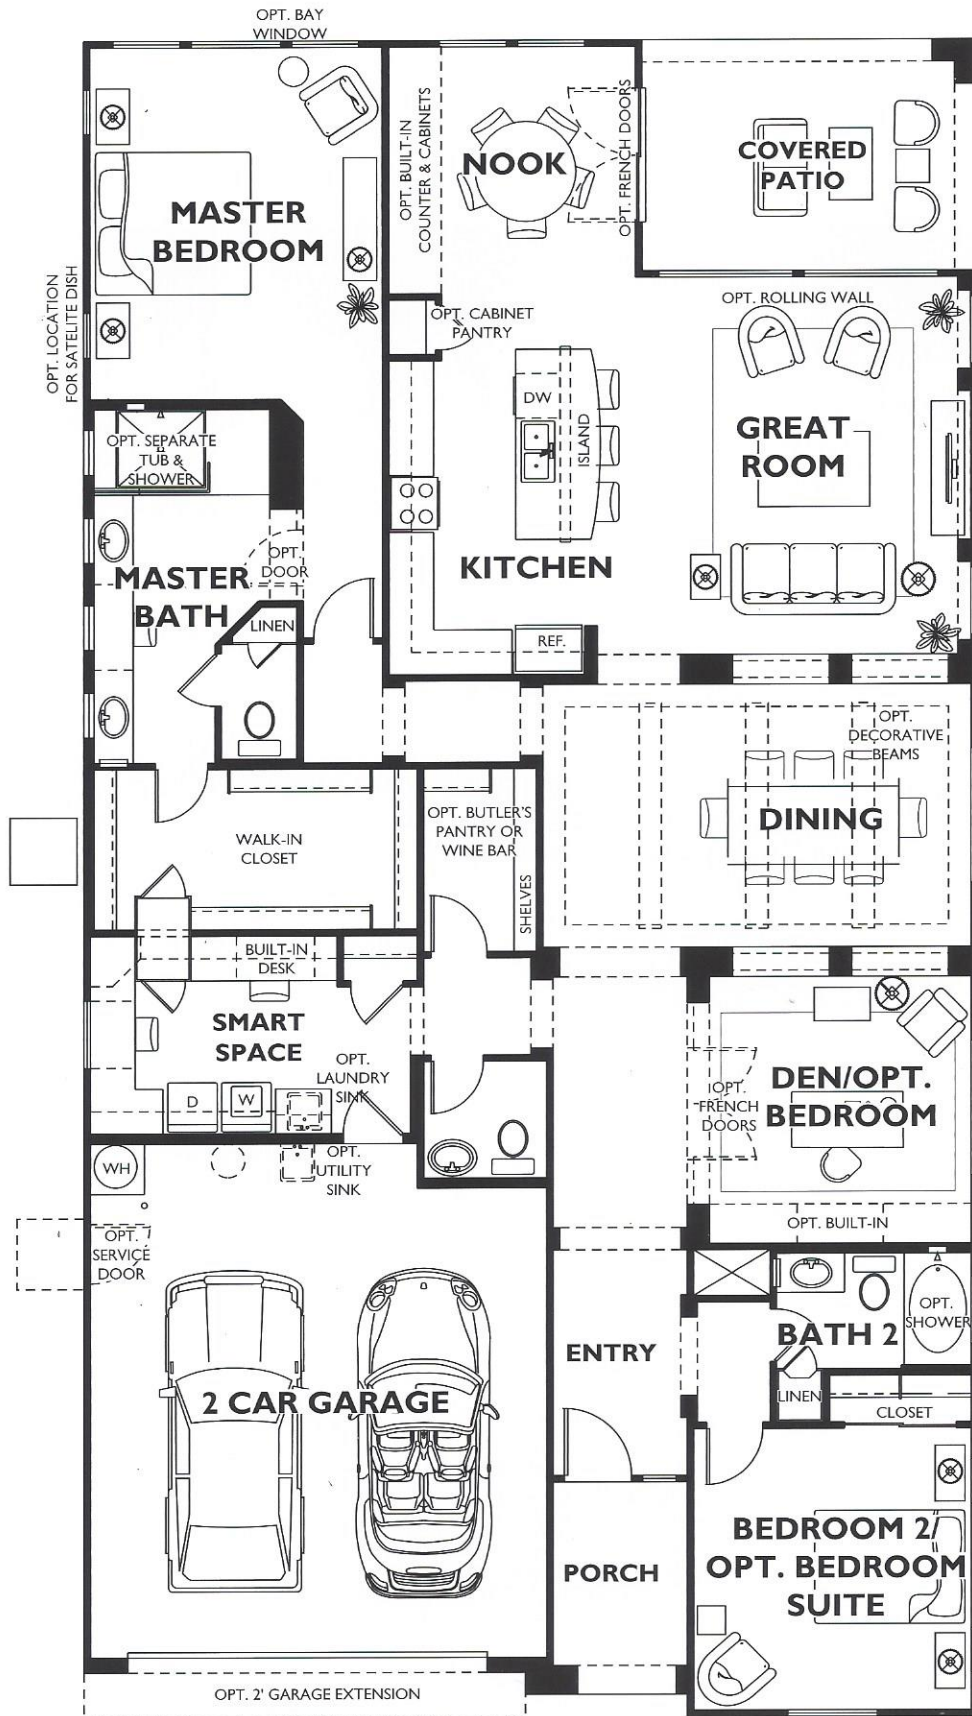 OPT. BAY
WINDOW
OPT. BUILT-IN
COUNTER & CABINETS
NOOK
OPT. FRENCH DOORS
COVERED
PATIO
MASTER
BEDROOM
OPT. LOCATION
FOR SATELITE DISH
OPT. CABINET
PANTRY
OPT. ROLLING WALL
DW
ISLAND
GREAT
ROOM
OPT. SEPARATE
TUB &
SHOWER
OPT.
DOOR
MASTER
BATH
KITCHEN
LINEN
REF.
OPT.
DECORATIVE
BEAMS
DINING
OPT. BUTLER'S
PANTRY OR
WINE BAR
SHELVES
WALK-IN
CLOSET
BUILT-IN
DESK
SMART
SPACE
OPT.
LAUNDRY
SINK
D
W
DEN/OPT.
BEDROOM
OPT.
FRENCH
DOORS
WH
OPT.
UTILITY
SINK
OPT.
SERVICE
DOOR
OPT. BUILT-IN
OPT.
SHOWER
BATH 2
ENTRY
LINEN
CLOSET
2 CAR GARAGE
BEDROOM 2/
OPT. BEDROOM
SUITE
PORCH
OPT. 2' GARAGE EXTENSION